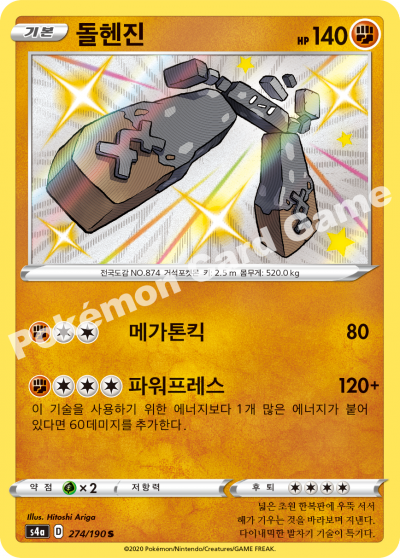 기본 돌헨진 HP 140
전국도감 NO.874 거석포켓몬 키: 2.5 m 몸무게: 520.0 kg
메가톤킥 80
파워프레스 120+
이 기술을 사용하기 위한 에너지보다 1개 많은 에너지가 붙어
있다면 60데미지를 추가한다.
약점 ×2 저항력 후퇴
Illus. Hitoshi Ariga
s4a D 274/190 S
넓은 초원 한복판에 우뚝 서서
해가 기우는 것을 바라보며 지낸다.
다이내믹한 발차기 기술이 특기다.
©2020 Pokémon/Nintendo/Creatures/GAME FREAK.
Pokémon Card Game